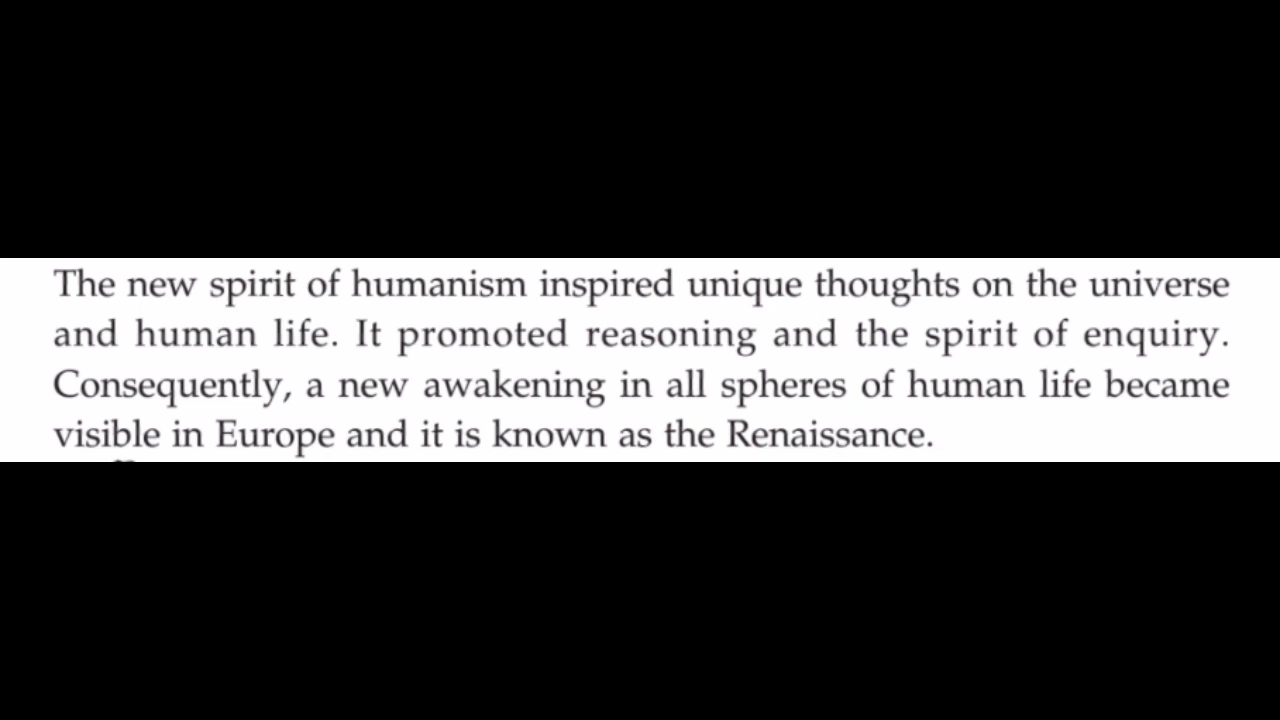 The new spirit of humanism inspired unique thoughts on the universe
and human life. It promoted reasoning and the spirit of enquiry.
Consequently, a new awakening in all spheres of human life became
visible in Europe and it is known as the Renaissance.